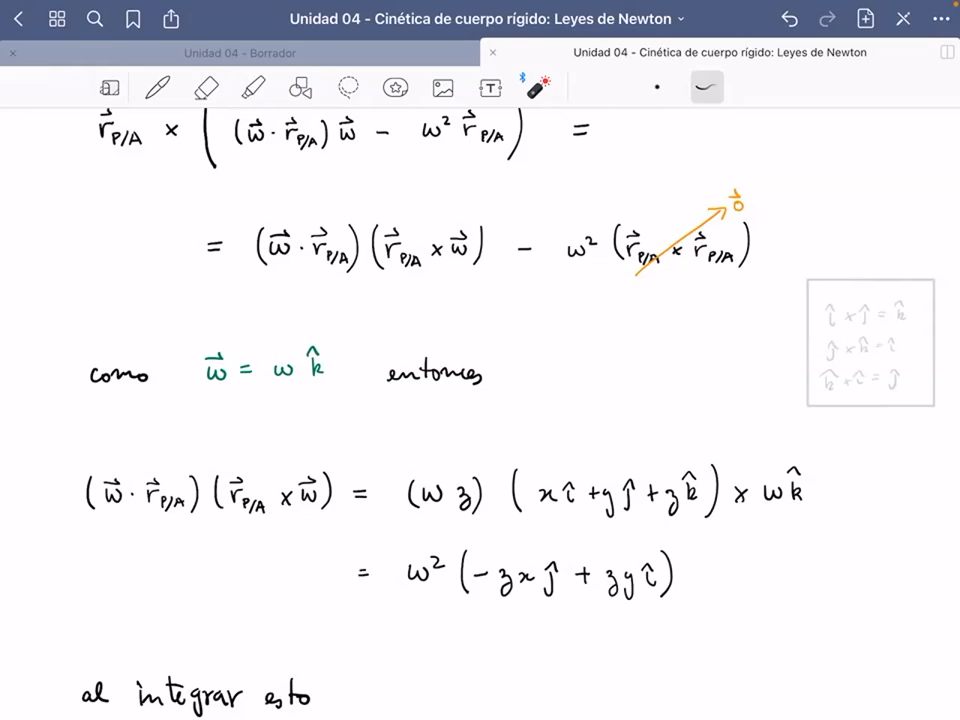 Unidad 04 - Cinética de cuerpo rígido: Leyes de Newton
Unidad 04 - Borrador
Unidad 04 - Cinética de cuerpo rígido: Leyes de Newton
r⃗_{P/A} × ( (ω⃗ · r⃗_{P/A}) ω⃗ - ω² r⃗_{P/A} ) =
= (ω⃗ · r⃗_{P/A}) (r⃗_{P/A} × ω⃗) - ω² (r⃗_{P/A} × r⃗_{P/A}) 0⃗
î × ĵ = k̂
ĵ × k̂ = î
k̂ × î = ĵ
como ω⃗ = ω k̂ entonces
(ω⃗ · r⃗_{P/A}) (r⃗_{P/A} × ω⃗) = (ω z) (x î + y ĵ + z k̂) × ω k̂
= ω² (- z x ĵ + z y î)
al integrar esto